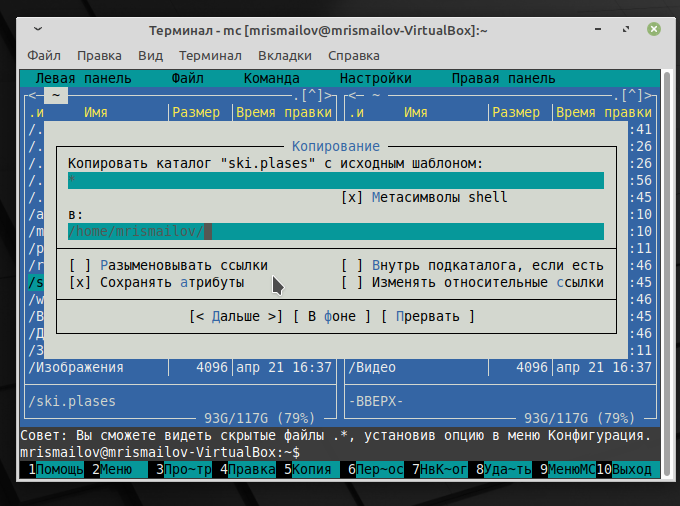 Терминал - mc [mrismailov@mrismailov-VirtualBox]:~
Файл Правка Вид Терминал Вкладки Справка
Левая панель Файл Команда Настройки Правая панель
<─ ~ ─ .[^]> <─ ~ ─ .[^]>
.и Имя Размер Время правки .и Имя Размер Время правки
/. :41
/. Копирование :26
/. Копировать каталог "ski.plases" с исходным шаблоном: :26
/. * :56
/. [x] Метасимволы shell :45
/a в: :10
/m /home/mrismailov/ :10
/p :11
/r [ ] Разыменовывать ссылки [ ] Внутрь подкаталога, если есть :46
/s [x] Сохранять атрибуты [ ] Изменять относительные ссылки :45
/w :46
/В [< Дальше >] [ В фоне ] [ Прервать ] :45
/Д :46
/З :11
/Изображения 4096 апр 21 16:37 /Видео 4096 апр 21 16:37
/ski.plases -ВВЕРХ-
93G/117G (79%) 93G/117G (79%)
Совет: Вы сможете видеть скрытые файлы .*, установив опцию в меню Конфигурация.
mrismailov@mrismailov-VirtualBox:~$
1Помощь 2Меню 3Про~тр 4Правка 5Копия 6Пер~ос 7НвК~ог 8Уда~ть 9МенюMC 10Выход